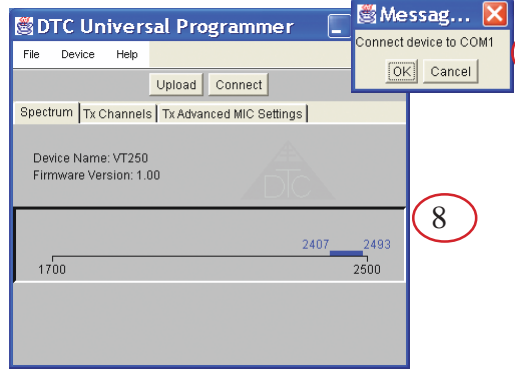 DTC Universal Programmer
Messag...
Connect device to COM1
OK Cancel
File Device Help
Upload Connect
Spectrum Tx Channels Tx Advanced MIC Settings
Device Name: VT250
Firmware Version: 1.00
DTC
8
2407 2493
1700 2500